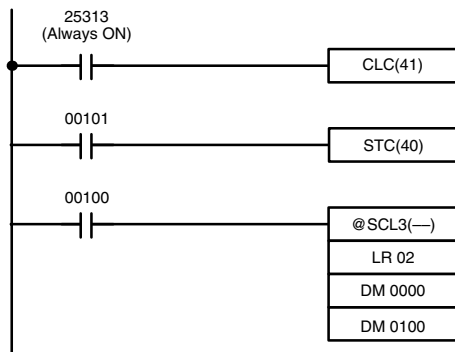 25313
(Always ON)
CLC(41)
00101
STC(40)
00100
@SCL3(––)
LR 02
DM 0000
DM 0100